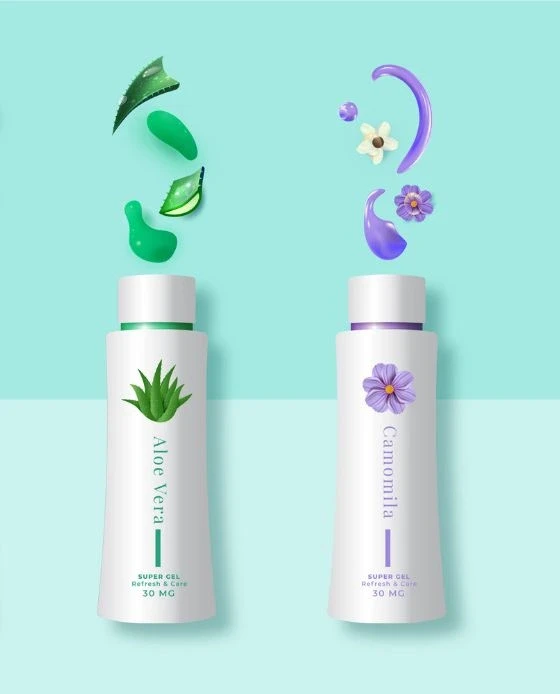 Aloe Vera
SUPER GEL
Refresh & Care
30 MG
Camomila
SUPER GEL
Refresh & Care
30 MG